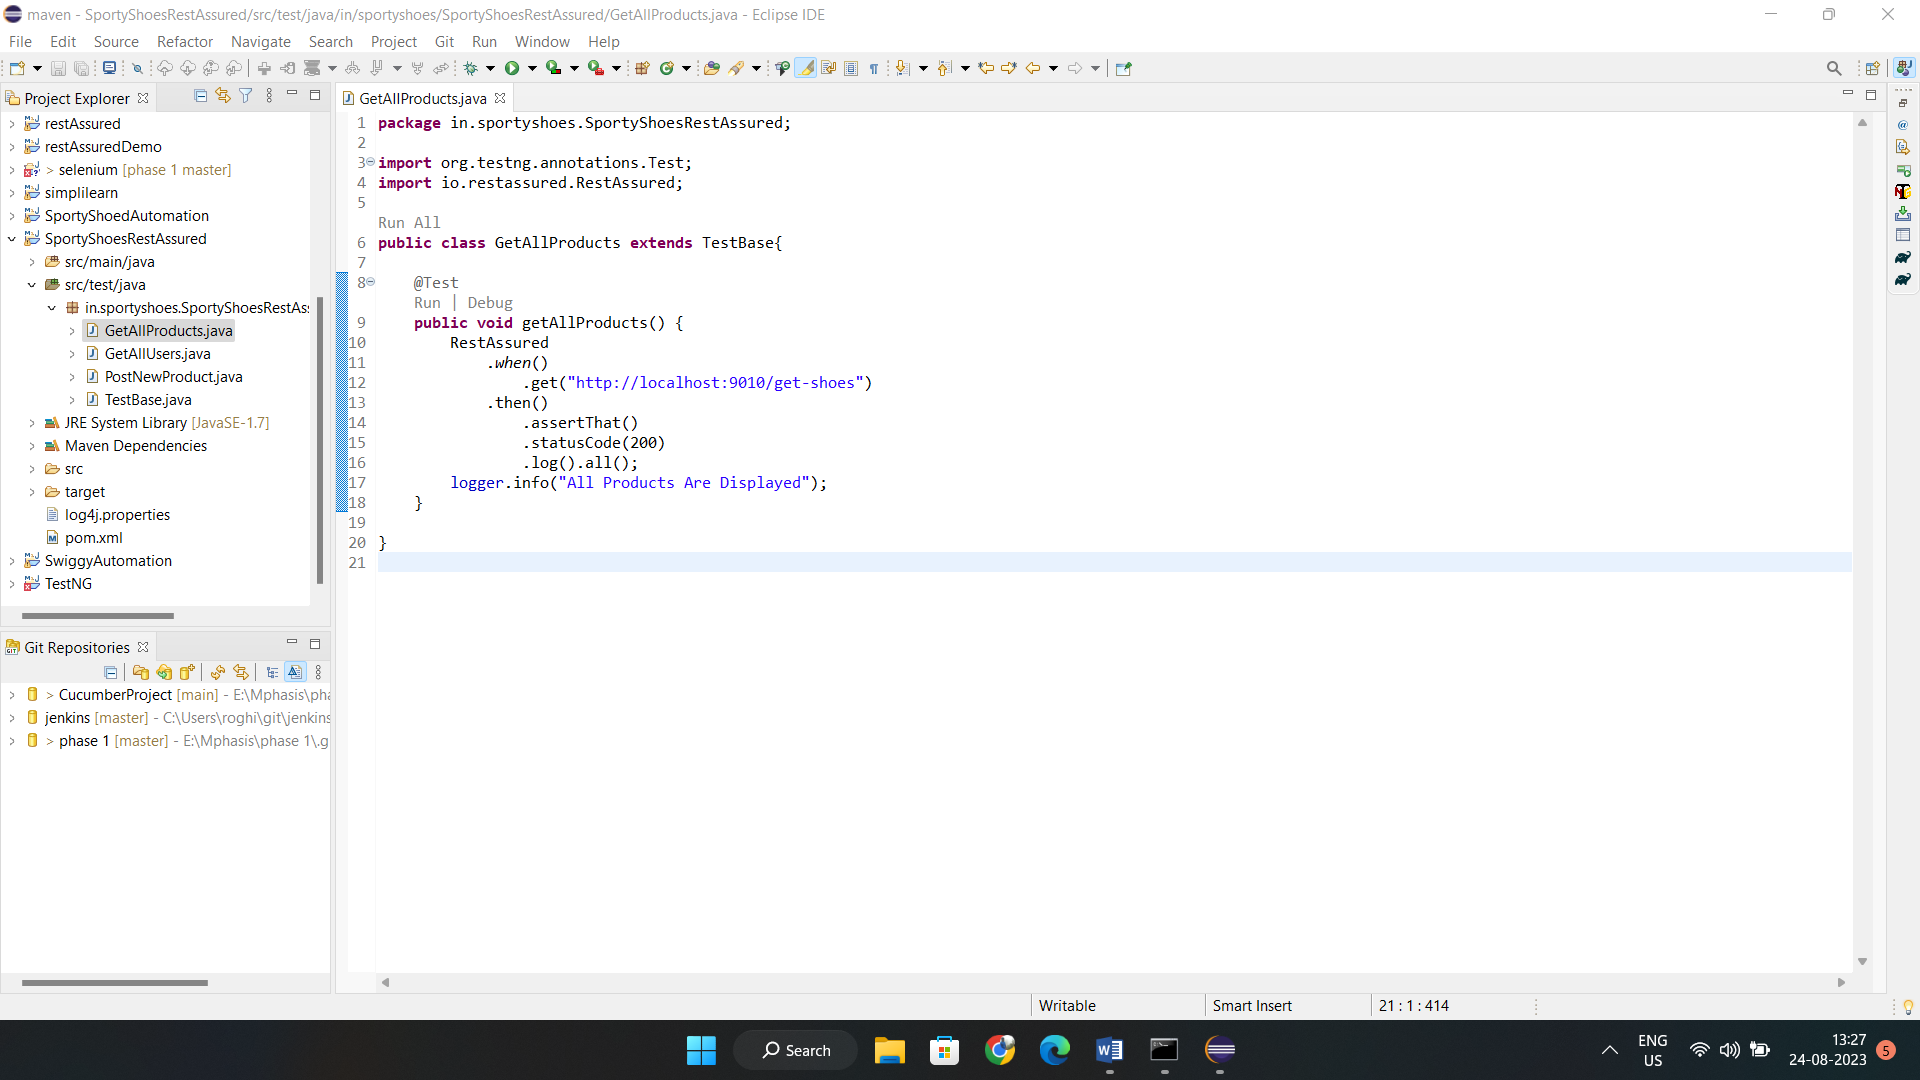 maven - SportyShoesRestAssured/src/test/java/in/sportyshoes/SportyShoesRestAssured/GetAllProducts.java - Eclipse IDE
File Edit Source Refactor Navigate Search Project Git Run Window Help
Project Explorer
restAssured
restAssuredDemo
> selenium [phase 1 master]
simplilearn
SportyShoedAutomation
SportyShoesRestAssured
src/main/java
src/test/java
in.sportyshoes.SportyShoesRestAs
GetAllProducts.java
GetAllUsers.java
PostNewProduct.java
TestBase.java
JRE System Library [JavaSE-1.7]
Maven Dependencies
src
target
log4j.properties
pom.xml
SwiggyAutomation
TestNG
Git Repositories
> CucumberProject [main] - E:\Mphasis\pha
jenkins [master] - C:\Users\roghi\git\jenkins
> phase 1 [master] - E:\Mphasis\phase 1\.g
GetAllProducts.java
1 package in.sportyshoes.SportyShoesRestAssured;
2
3 import org.testng.annotations.Test;
4 import io.restassured.RestAssured;
5
Run All
6 public class GetAllProducts extends TestBase{
7
8 @Test
Run | Debug
9 public void getAllProducts() {
10 RestAssured
11 .when()
12 .get("http://localhost:9010/get-shoes")
13 .then()
14 .assertThat()
15 .statusCode(200)
16 .log().all();
17 logger.info("All Products Are Displayed");
18 }
19
20 }
21
Writable Smart Insert 21 : 1 : 414
Search
ENG
US
13:27
24-08-2023
5